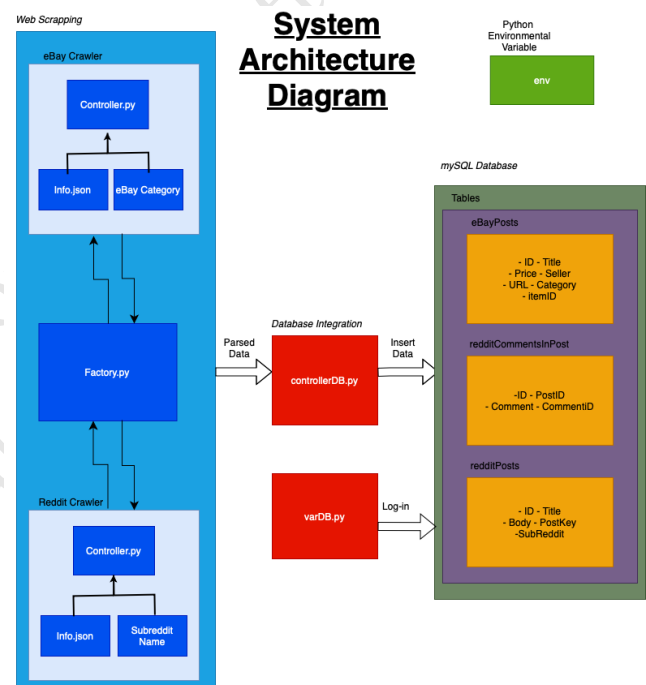 Web Scrapping
System
Architecture
Diagram
Python
Environmental
Variable
env
eBay Crawler
Controller.py
Info.json
eBay Category
Factory.py
Reddit Crawler
Controller.py
Info.json
Subreddit
Name
Parsed
Data
Database Integration
controllerDB.py
Insert
Data
varDB.py
Log-in
mySQL Database
Tables
eBayPosts
- ID - Title
- Price - Seller
- URL - Category
- itemID
redditCommentsInPost
-ID - PostID
- Comment - CommentiD
redditPosts
- ID - Title
- Body - PostKey
-SubReddit